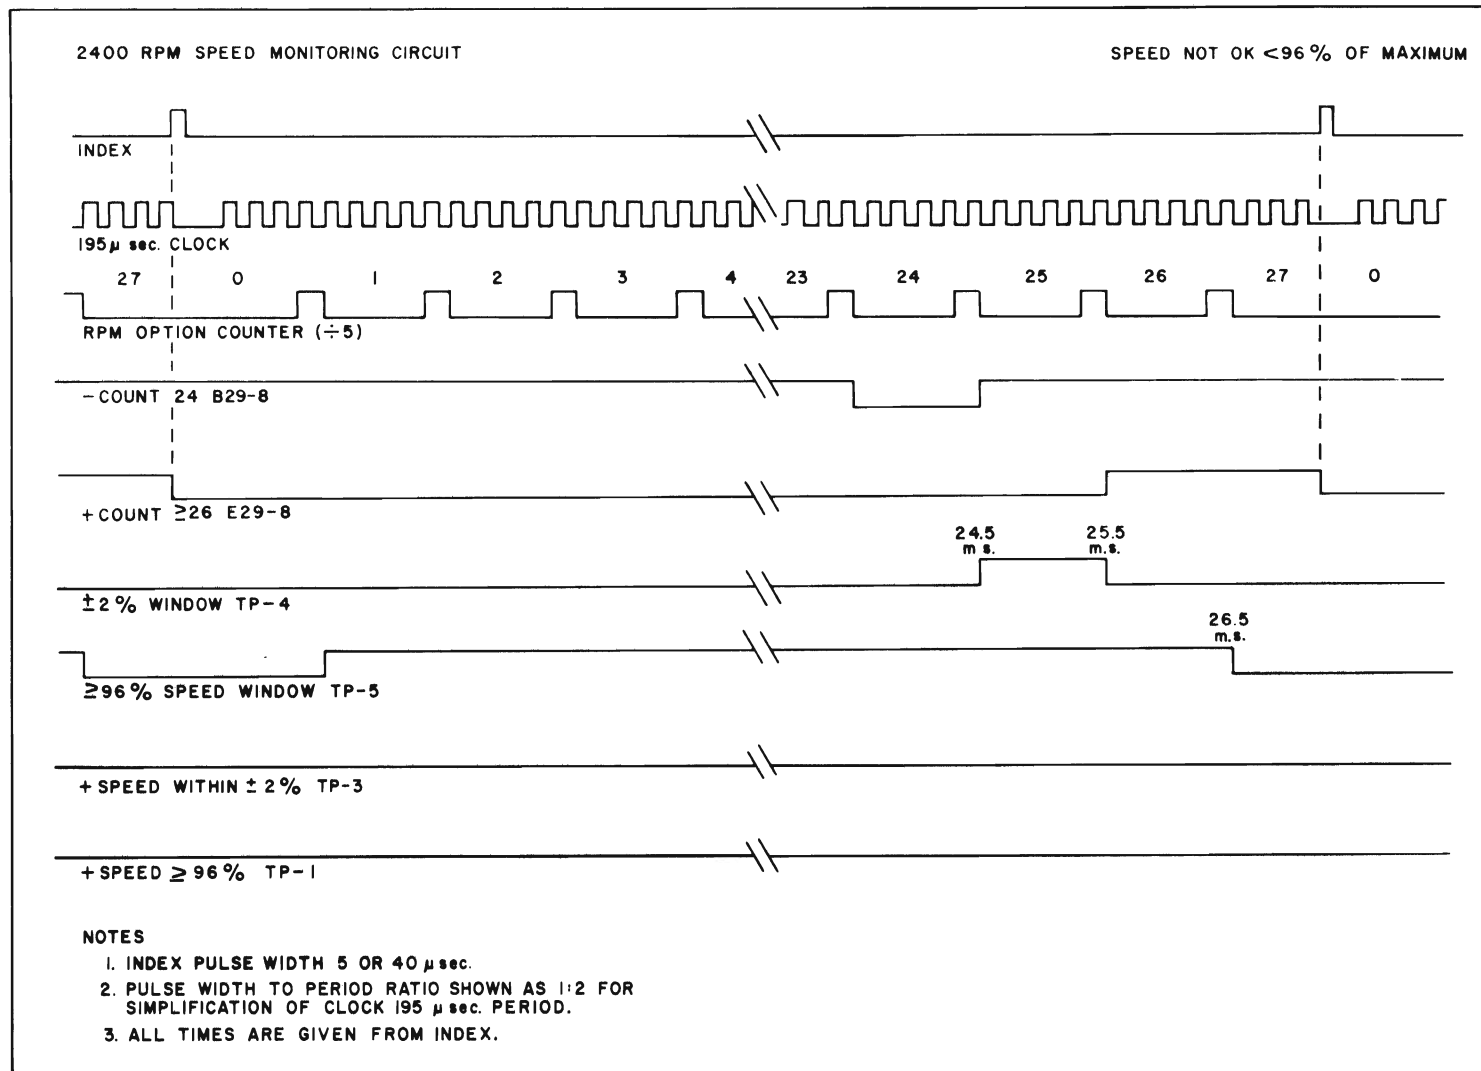 2400 RPM SPEED MONITORING CIRCUIT
SPEED NOT OK <96% OF MAXIMUM
INDEX
195μ sec. CLOCK
27 0 1 2 3 4 23 24 25 26 27 0
RPM OPTION COUNTER (÷5)
-COUNT 24 B29-8
+COUNT ≥26 E29-8
24.5 m s. 25.5 m.s.
±2% WINDOW TP-4
26.5 m.s.
≥96% SPEED WINDOW TP-5
+SPEED WITHIN ±2% TP-3
+SPEED ≥ 96% TP-1
NOTES
1. INDEX PULSE WIDTH 5 OR 40 μsec.
2. PULSE WIDTH TO PERIOD RATIO SHOWN AS 1:2 FOR
SIMPLIFICATION OF CLOCK 195 μsec. PERIOD.
3. ALL TIMES ARE GIVEN FROM INDEX.